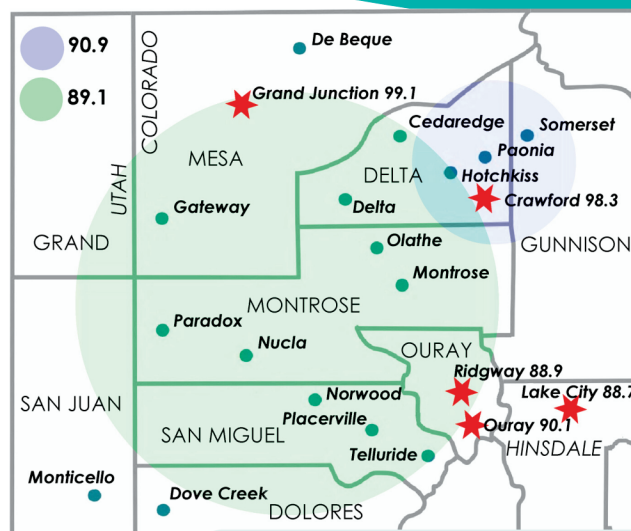 90.9
89.1
COLORADO
UTAH
De Beque
Grand Junction 99.1
MESA
Cedaredge
Somerset
Paonia
DELTA
Hotchkiss
Crawford 98.3
Gateway
Delta
GRAND
Olathe
GUNNISON
Montrose
MONTROSE
Paradox
Nucla
OURAY
Ridgway 88.9
Lake City 88.7
Norwood
SAN JUAN
Placerville
Ouray 90.1
SAN MIGUEL
HINSDALE
Telluride
Monticello
Dove Creek
DOLORES